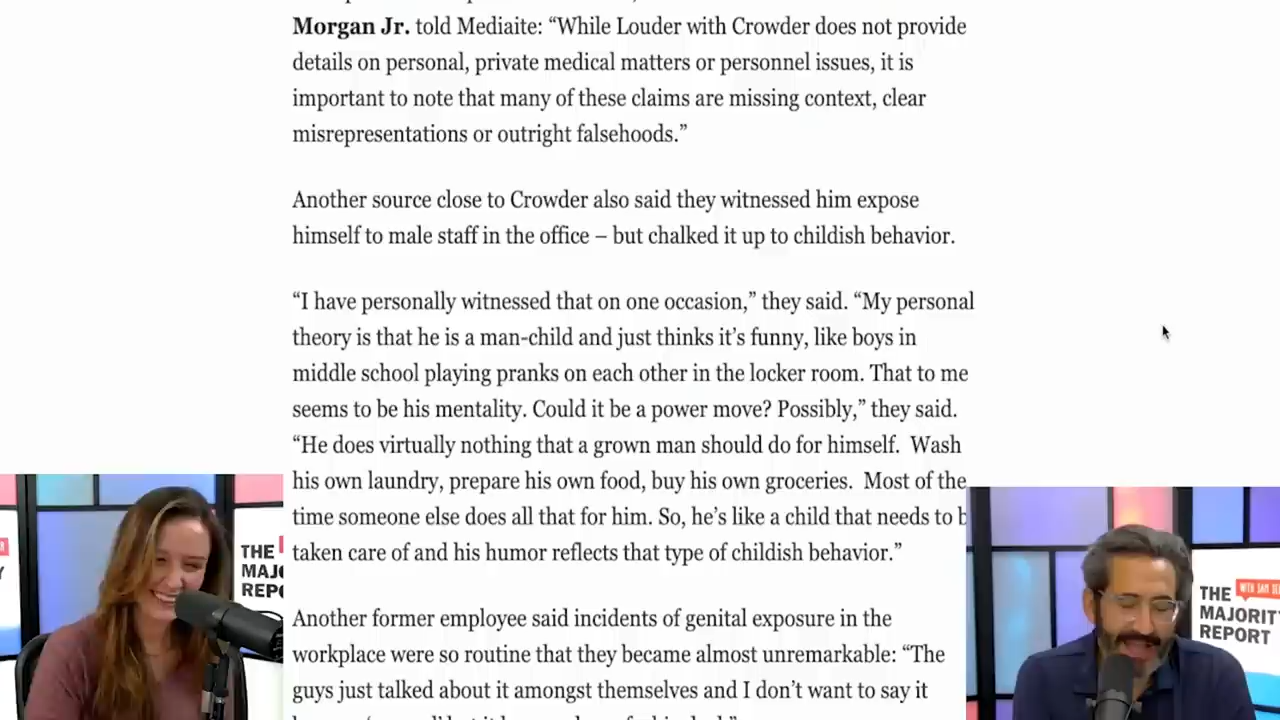 Morgan Jr. told Mediaite: “While Louder with Crowder does not provide
details on personal, private medical matters or personnel issues, it is
important to note that many of these claims are missing context, clear
misrepresentations or outright falsehoods.”
Another source close to Crowder also said they witnessed him expose
himself to male staff in the office – but chalked it up to childish behavior.
“I have personally witnessed that on one occasion,” they said. “My personal
theory is that he is a man-child and just thinks it’s funny, like boys in
middle school playing pranks on each other in the locker room. That to me
seems to be his mentality. Could it be a power move? Possibly,” they said.
“He does virtually nothing that a grown man should do for himself.  Wash
his own laundry, prepare his own food, buy his own groceries.  Most of the
time someone else does all that for him. So, he’s like a child that needs to b
taken care of and his humor reflects that type of childish behavior.”
Another former employee said incidents of genital exposure in the
workplace were so routine that they became almost unremarkable: “The
guys just talked about it amongst themselves and I don’t want to say it
THE
MAJ
REP
WITH SAM SE
THE
MAJORIT
REPORT